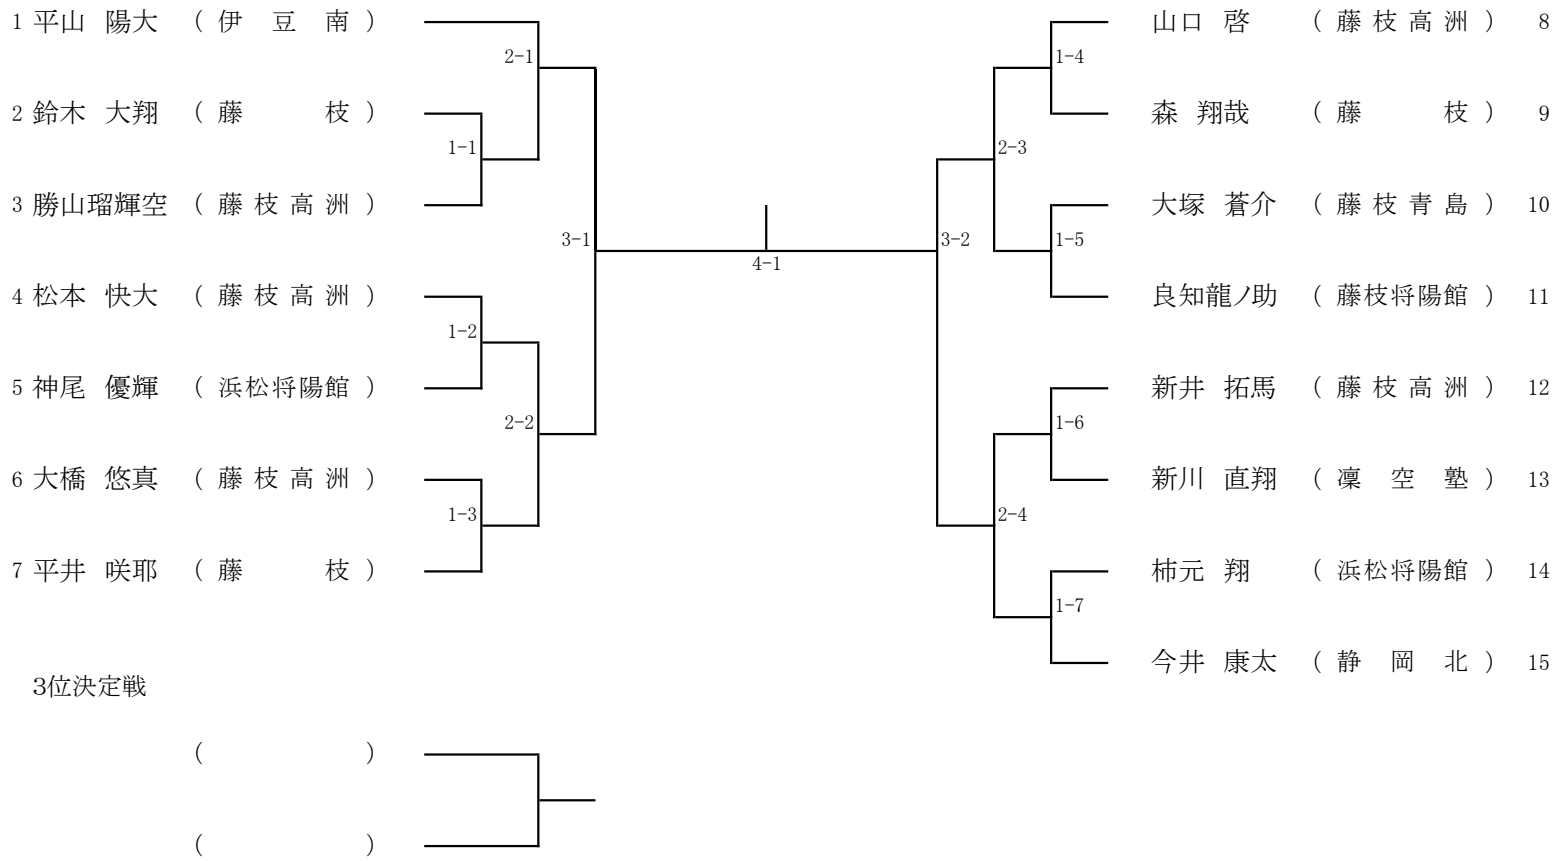 1 平山 陽大 ( 伊 豆 南 )
2-1
2 鈴木 大翔 ( 藤 枝 )
1-1
3 勝山瑠輝空 ( 藤 枝 高 洲 )
3-1
4 松本 快大 ( 藤 枝 高 洲 )
1-2
5 神尾 優輝 ( 浜松将陽館 )
2-2
6 大橋 悠真 ( 藤 枝 高 洲 )
1-3
7 平井 咲耶 ( 藤 枝 )
4-1
山口 啓 ( 藤 枝 高 洲 ) 8
1-4
森 翔哉 ( 藤 枝 ) 9
2-3
大塚 蒼介 ( 藤 枝 青 島 ) 10
3-2
1-5
良知龍ノ助 ( 藤枝将陽館 ) 11
新井 拓馬 ( 藤 枝 高 洲 ) 12
1-6
新川 直翔 ( 凜 空 塾 ) 13
2-4
柿元 翔 ( 浜松将陽館 ) 14
1-7
今井 康太 ( 静 岡 北 ) 15
3位決定戦
( )
( )